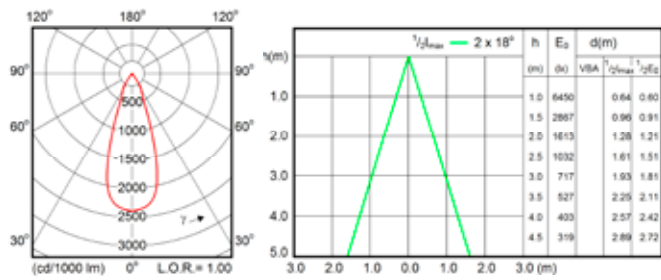 120° 180° 120°
90° 90°
60° 60°
30° 30°
500
1000
1500
2000
2500
3000
7
(cd/1000 lm) 0° L.O.R.= 1.00
h(m)
1/2Imax 2 x 18°
1.0
2.0
3.0
4.0
5.0
3.0 2.0 1.0 0.0 1.0 2.0 3.0 (m)
h E₀ d(m)
(m) (lx) VBA 1/2Imax 1/2E₀
1.0 6450 0.64 0.60
1.5 2867 0.96 0.91
2.0 1613 1.28 1.21
2.5 1032 1.61 1.51
3.0 717 1.93 1.81
3.5 527 2.25 2.11
4.0 403 2.57 2.42
4.5 319 2.89 2.72